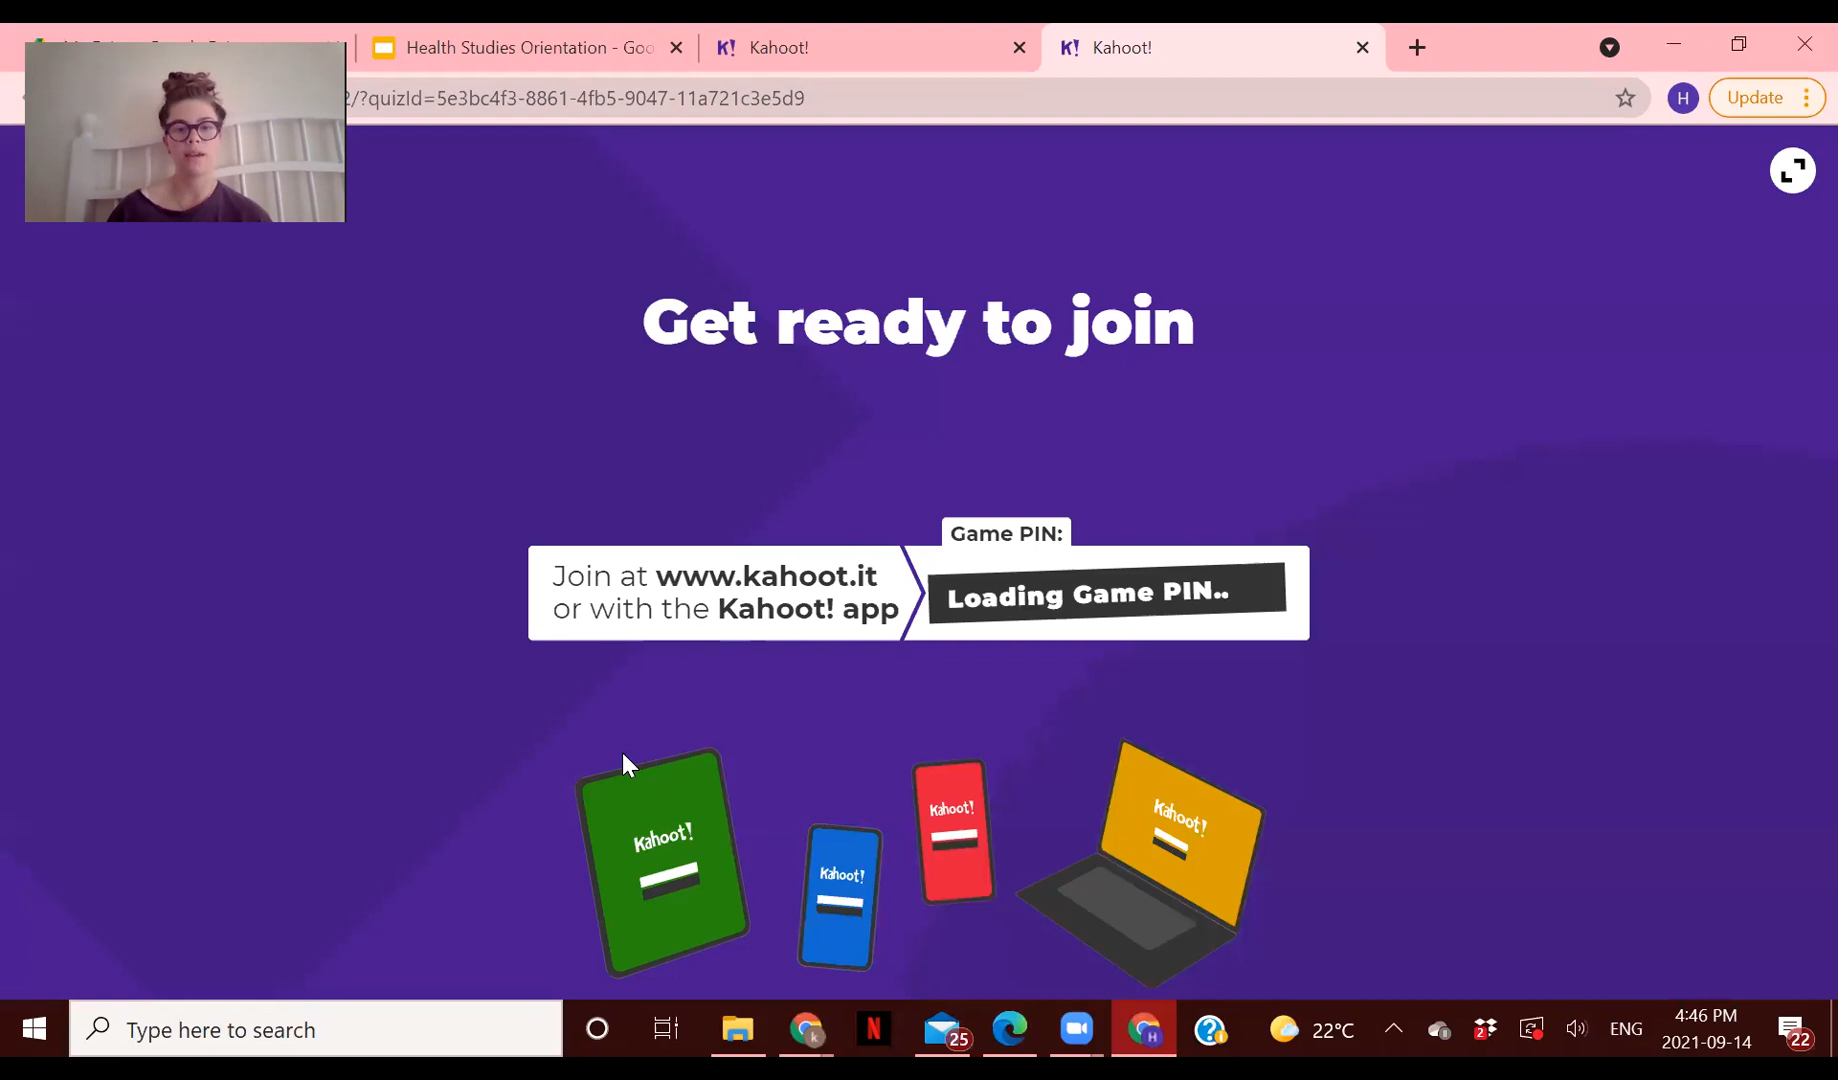 Health Studies Orientation - Goo
K! Kahoot!
K! Kahoot!
2/?quizId=5e3bc4f3-8861-4fb5-9047-11a721c3e5d9
H
Update
Get ready to join
Game PIN:
Join at www.kahoot.it
or with the Kahoot! app
Loading Game PIN..
Kahoot!
Kahoot!
Kahoot!
Kahoot!
Type here to search
k
N
25
H
22°C
2
ENG
4:46 PM
2021-09-14
22